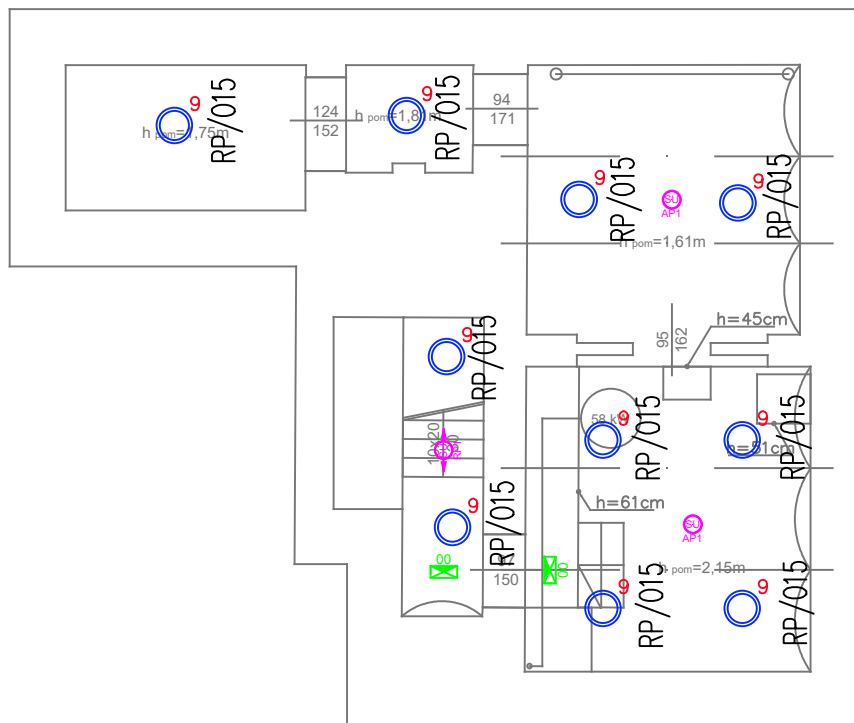 9
RP/015
h pom=1,75m
124
152
9
RP/015
h pom=1,81m
94
171
9
RP/015
SU
AP1
9
RP/015
h pom=1,61m
95
162
h=45cm
9
RP/015
10x20
58 kW
9
RP/015
9
RP/015
h=51cm
h=61cm
9
RP/015
SU
AP1
00
97
150
00
h pom=2,15m
9
RP/015
9
RP/015